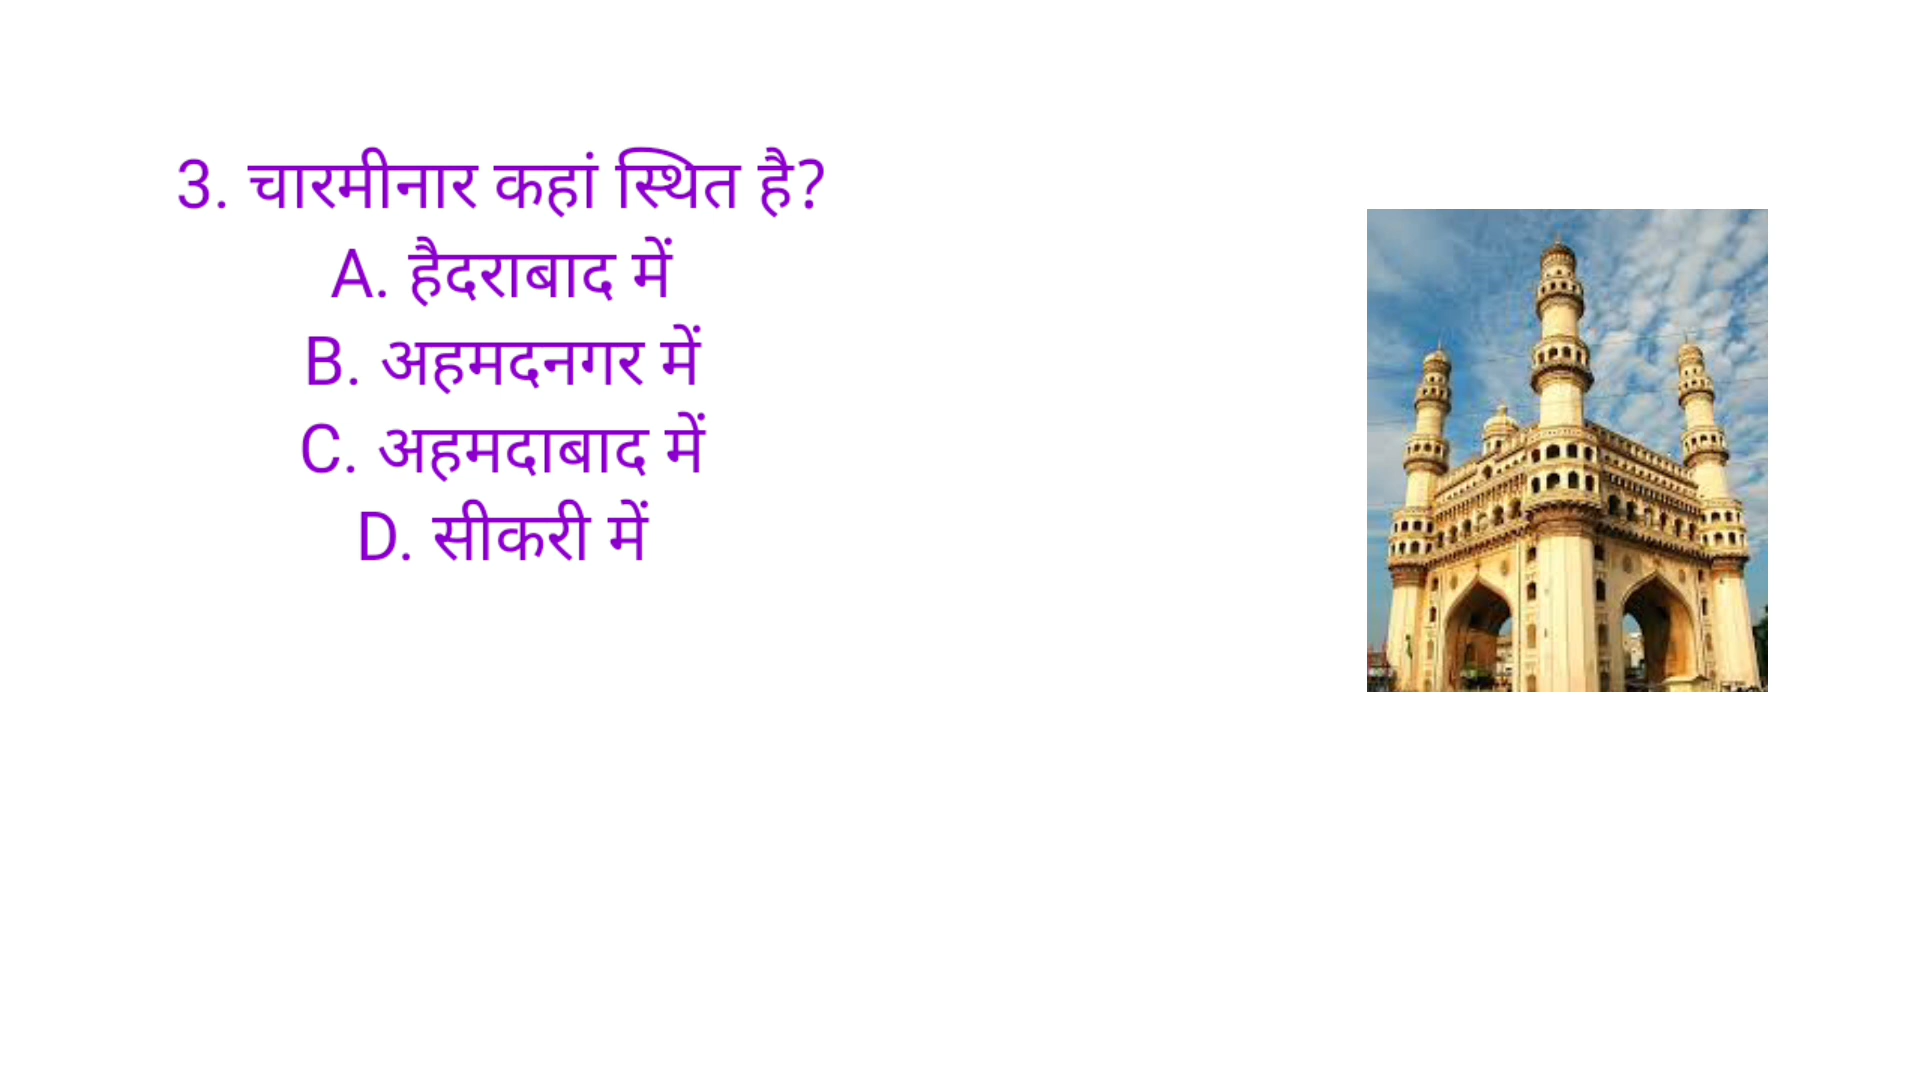 3. चारमीनार कहां स्थित है?
A. हैदराबाद में
B. अहमदनगर में
C. अहमदाबाद में
D. सीकरी में